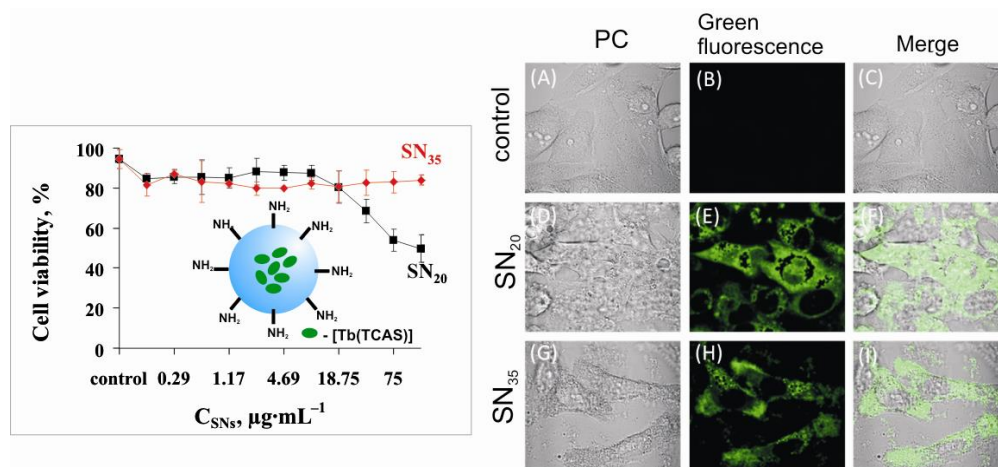 100
80
60
40
20
0
Cell viability, %
control 0.29 1.17 4.69 18.75 75
C_SNs, µg·mL⁻¹
SN₃₅
SN₂₀
NH₂
NH₂
NH₂
NH₂
NH₂
NH₂
NH₂
NH₂
- [Tb(TCAS)]
PC
Green
fluorescence
Merge
control
(A) (B) (C)
SN₂₀
(D) (E) (F)
SN₃₅
(G) (H) (I)